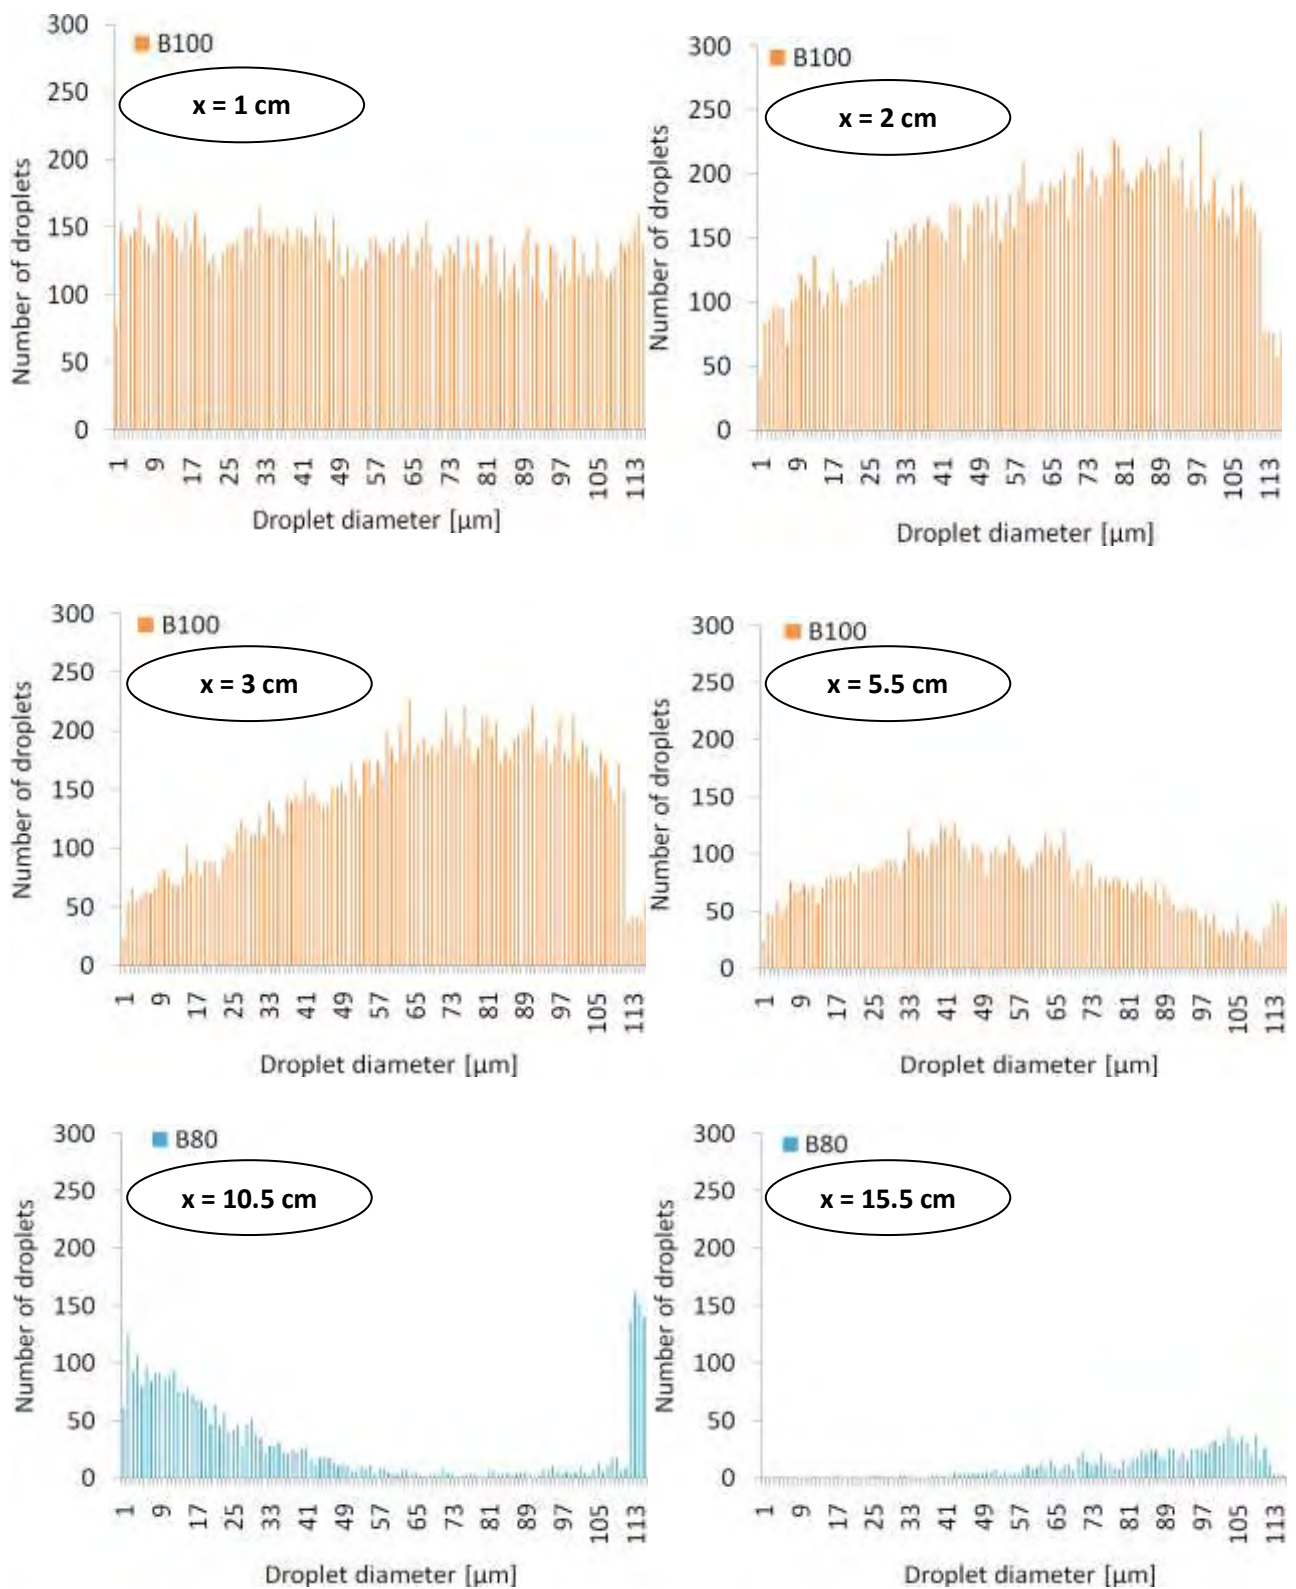 300
B100
250
x = 1 cm
200
150
100
50
0
Number of droplets
1 9 17 25 33 41 49 57 65 73 81 89 97 105 113
Droplet diameter [µm]
300
B100
250
x = 2 cm
200
150
100
50
0
Number of droplets
1 9 17 25 33 41 49 57 65 73 81 89 97 105 113
Droplet diameter [µm]
300
B100
250
x = 3 cm
200
150
100
50
0
Number of droplets
1 9 17 25 33 41 49 57 65 73 81 89 97 105 113
Droplet diameter [µm]
300
B100
250
x = 5.5 cm
200
150
100
50
0
Number of droplets
1 9 17 25 33 41 49 57 65 73 81 89 97 105 113
Droplet diameter [µm]
300
B80
250
x = 10.5 cm
200
150
100
50
0
Number of droplets
1 9 17 25 33 41 49 57 65 73 81 89 97 105 113
Droplet diameter [µm]
300
B80
250
x = 15.5 cm
200
150
100
50
0
Number of droplets
1 9 17 25 33 41 49 57 65 73 81 89 97 105 113
Droplet diameter [µm]